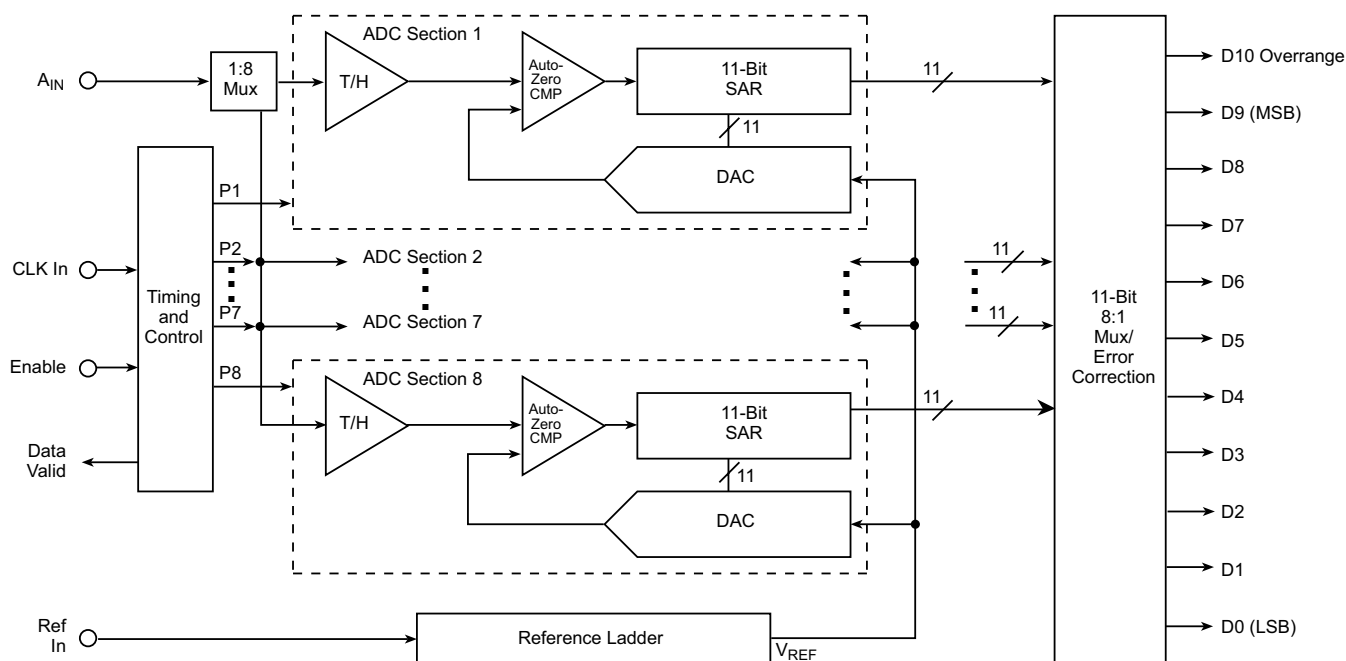 A_IN
1:8
Mux
ADC Section 1
T/H
Auto-
Zero
CMP
11-Bit
SAR
11
11
DAC
P1
P2
P7
P8
CLK In
Enable
Data
Valid
Timing
and
Control
ADC Section 2
ADC Section 7
11
11
ADC Section 8
T/H
Auto-
Zero
CMP
11-Bit
SAR
11
11
DAC
Ref
In
Reference Ladder
V_REF
11-Bit
8:1
Mux/
Error
Correction
D10 Overrange
D9 (MSB)
D8
D7
D6
D5
D4
D3
D2
D1
D0 (LSB)